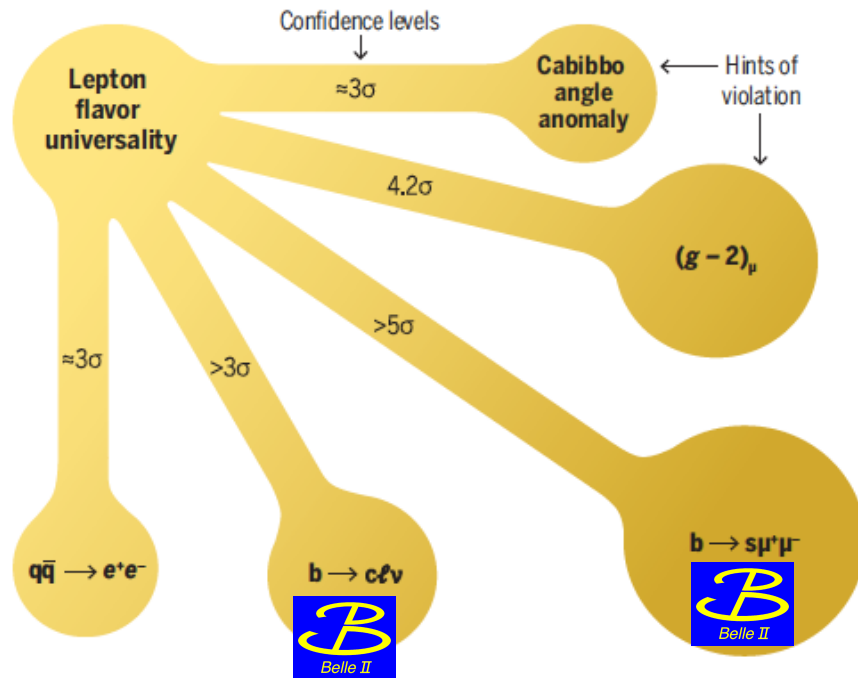 Confidence levels
Lepton
flavor
universality
≈3σ
Cabibbo
angle
anomaly
Hints of
violation
4.2σ
(g – 2)μ
>5σ
≈3σ
>3σ
qq̅ → e⁺e⁻
b → cℓν
b → sμ⁺μ⁻
B
Belle II
B
Belle II